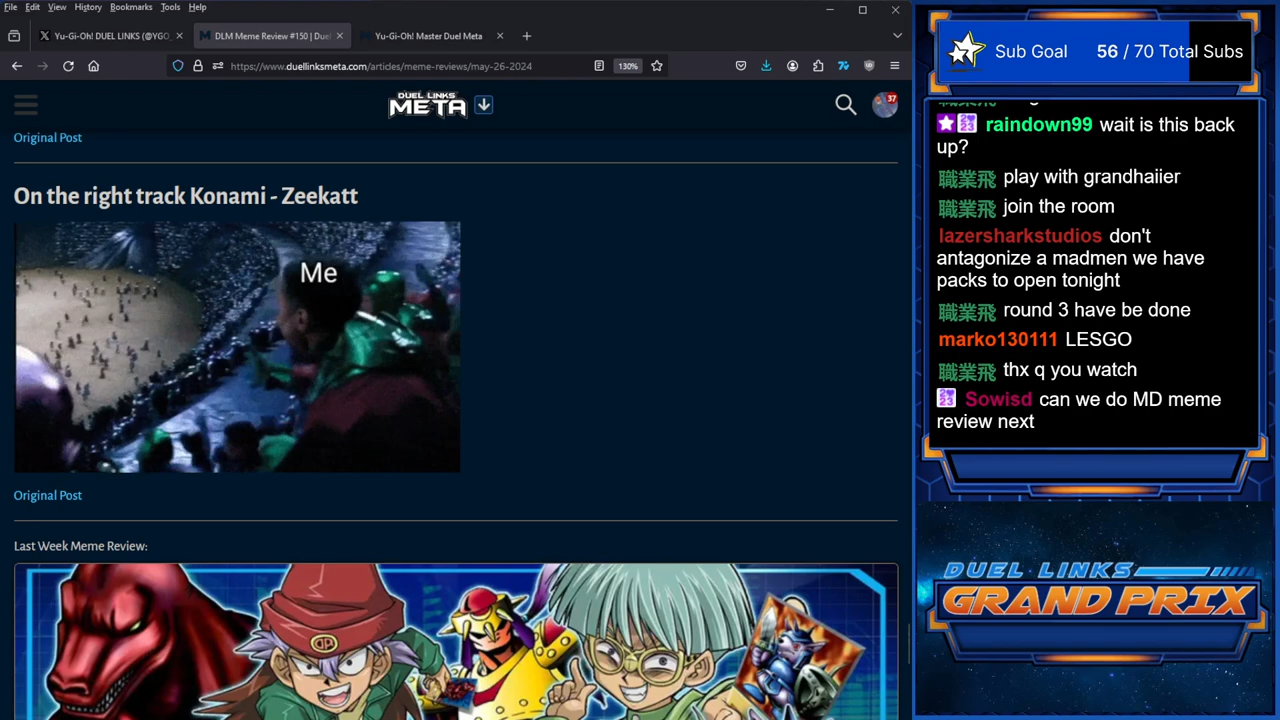 File Edit View History Bookmarks Tools Help
Yu-Gi-Oh! DUEL LINKS (@YGO_
DLM Meme Review #150 | Duel
Yu-Gi-Oh! Master Duel Meta
https://www.duellinksmeta.com/articles/meme-reviews/may-26-2024
130%
DUEL LINKS
META
37
Original Post
On the right track Konami - Zeekatt
Me
Original Post
Last Week Meme Review:
Sub Goal 56 / 70 Total Subs
raindown99 wait is this back
up?
職業飛 play with grandhaiier
職業飛 join the room
lazersharkstudios don't
antagonize a madmen we have
packs to open tonight
職業飛 round 3 have be done
marko130111 LESGO
職業飛 thx q you watch
Sowisd can we do MD meme
review next
DUEL LINKS
GRAND PRIX